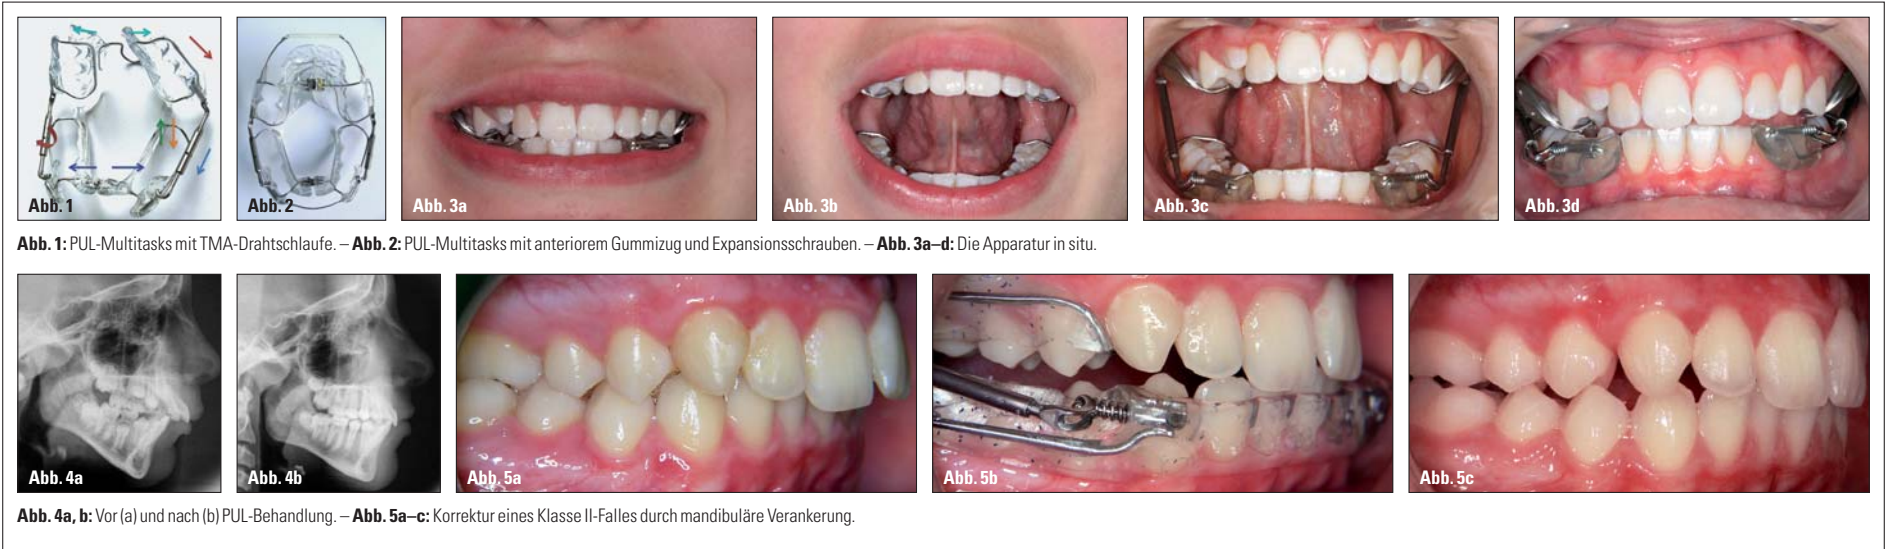 Abb. 1
Abb. 2
Abb. 3a
Abb. 3b
Abb. 3c
Abb. 3d
Abb. 1: PUL-Multitasks mit TMA-Drahtschlaufe. – Abb. 2: PUL-Multitasks mit anteriorem Gummizug und Expansionsschrauben. – Abb. 3a–d: Die Apparatur in situ.
Abb. 4a
Abb. 4b
Abb. 5a
Abb. 5b
Abb. 5c
Abb. 4a, b: Vor (a) und nach (b) PUL-Behandlung. – Abb. 5a–c: Korrektur eines Klasse II-Falles durch mandibuläre Verankerung.